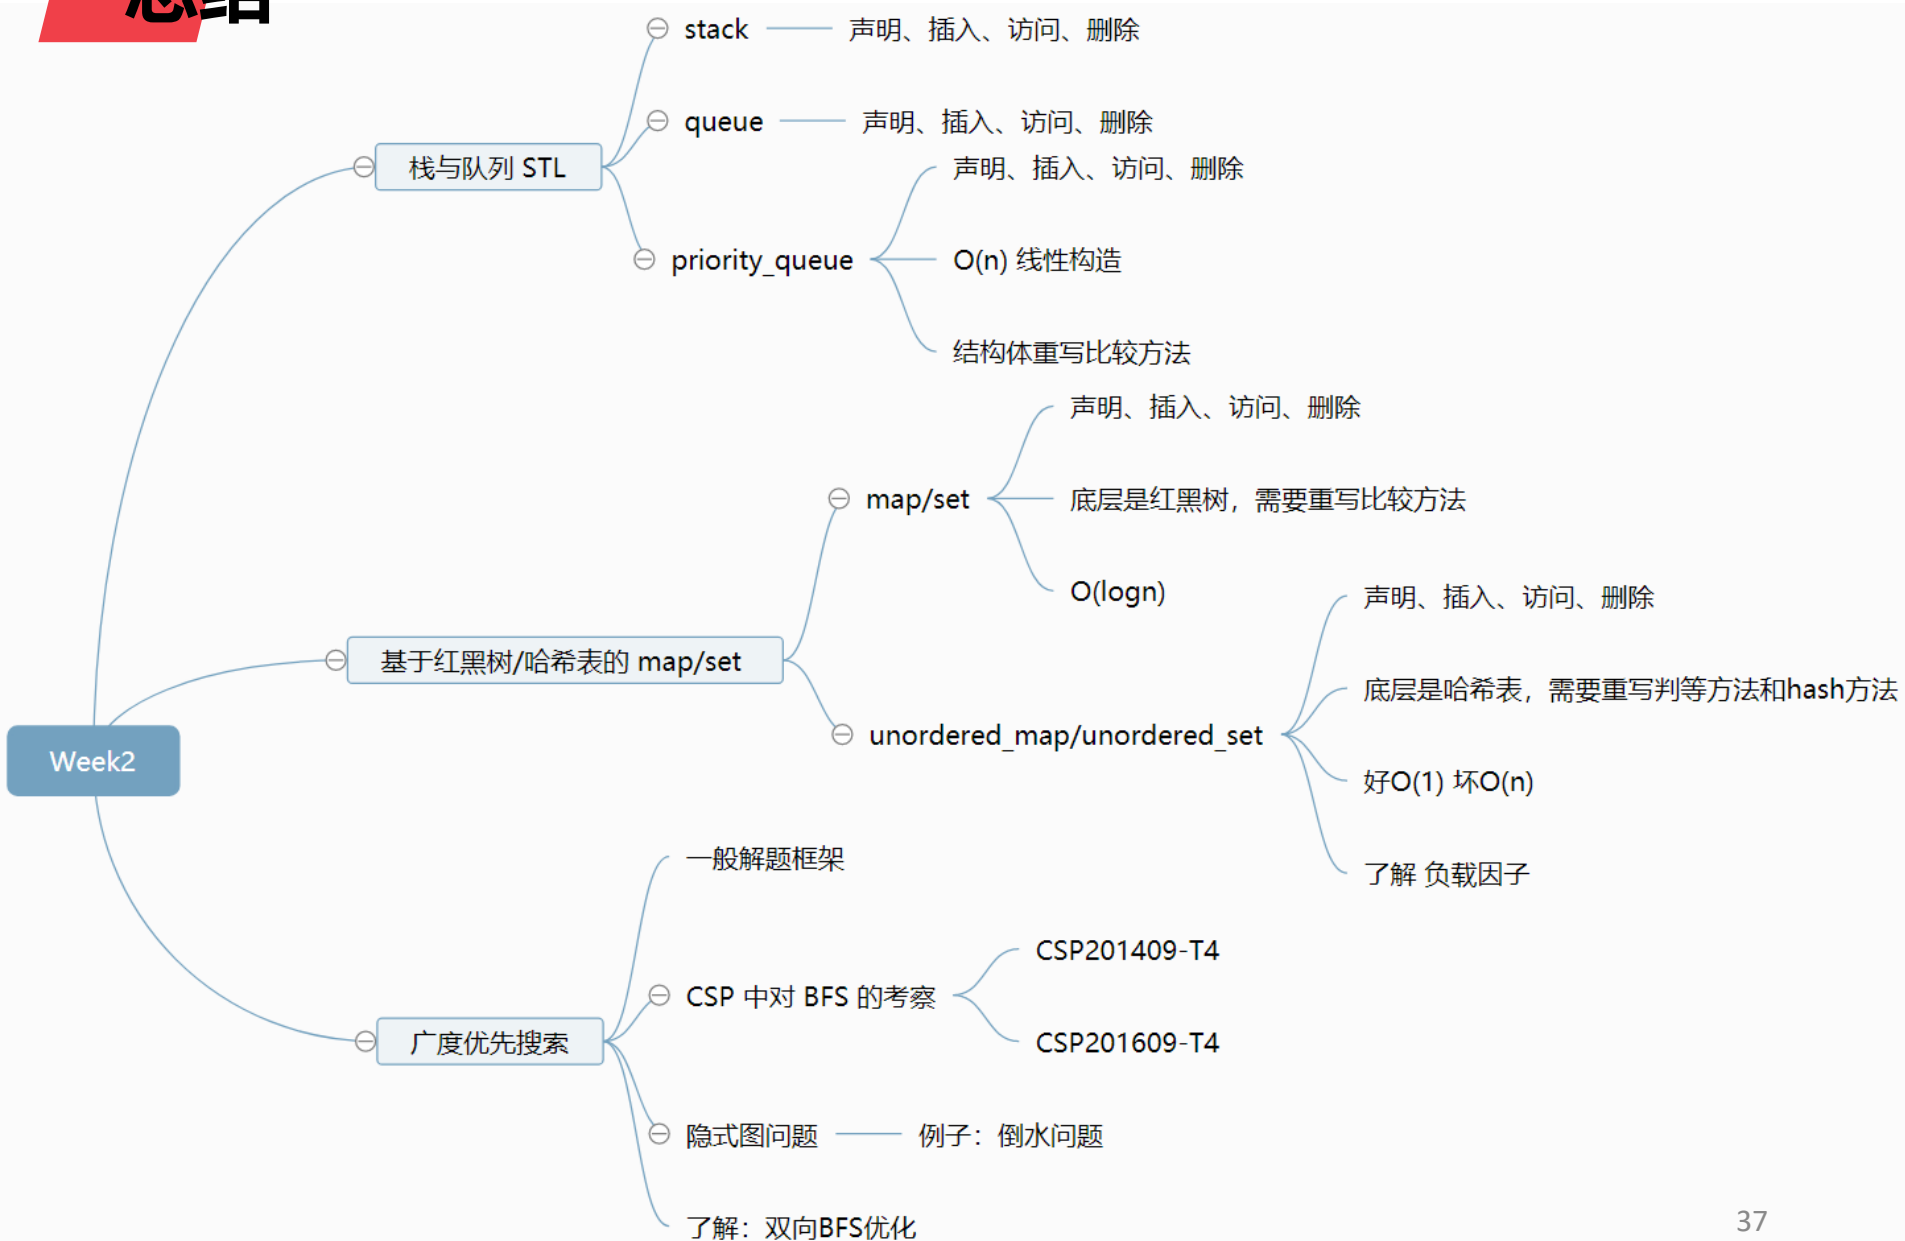 总结
stack
声明、插入、访问、删除
queue
声明、插入、访问、删除
栈与队列 STL
声明、插入、访问、删除
priority_queue
O(n) 线性构造
结构体重写比较方法
声明、插入、访问、删除
map/set
底层是红黑树，需要重写比较方法
O(logn)
基于红黑树/哈希表的 map/set
声明、插入、访问、删除
底层是哈希表，需要重写判等方法和hash方法
unordered_map/unordered_set
好O(1) 坏O(n)
了解 负载因子
Week2
一般解题框架
CSP201409-T4
CSP 中对 BFS 的考察
CSP201609-T4
广度优先搜索
隐式图问题
例子：倒水问题
了解：双向BFS优化
37